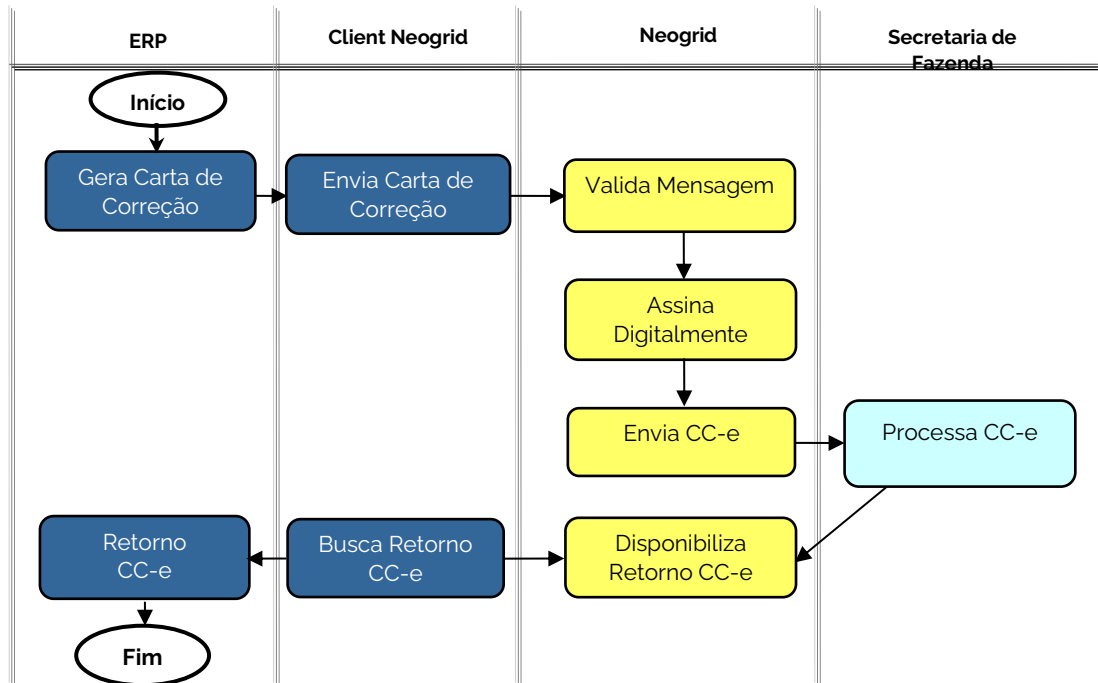 ERP
Client Neogrid
Neogrid
Secretaria de
Fazenda
Início
Gera Carta de
Correção
Envia Carta de
Correção
Valida Mensagem
Assina
Digitalmente
Envia CC-e
Processa CC-e
Retorno
CC-e
Busca Retorno
CC-e
Disponibiliza
Retorno CC-e
Fim